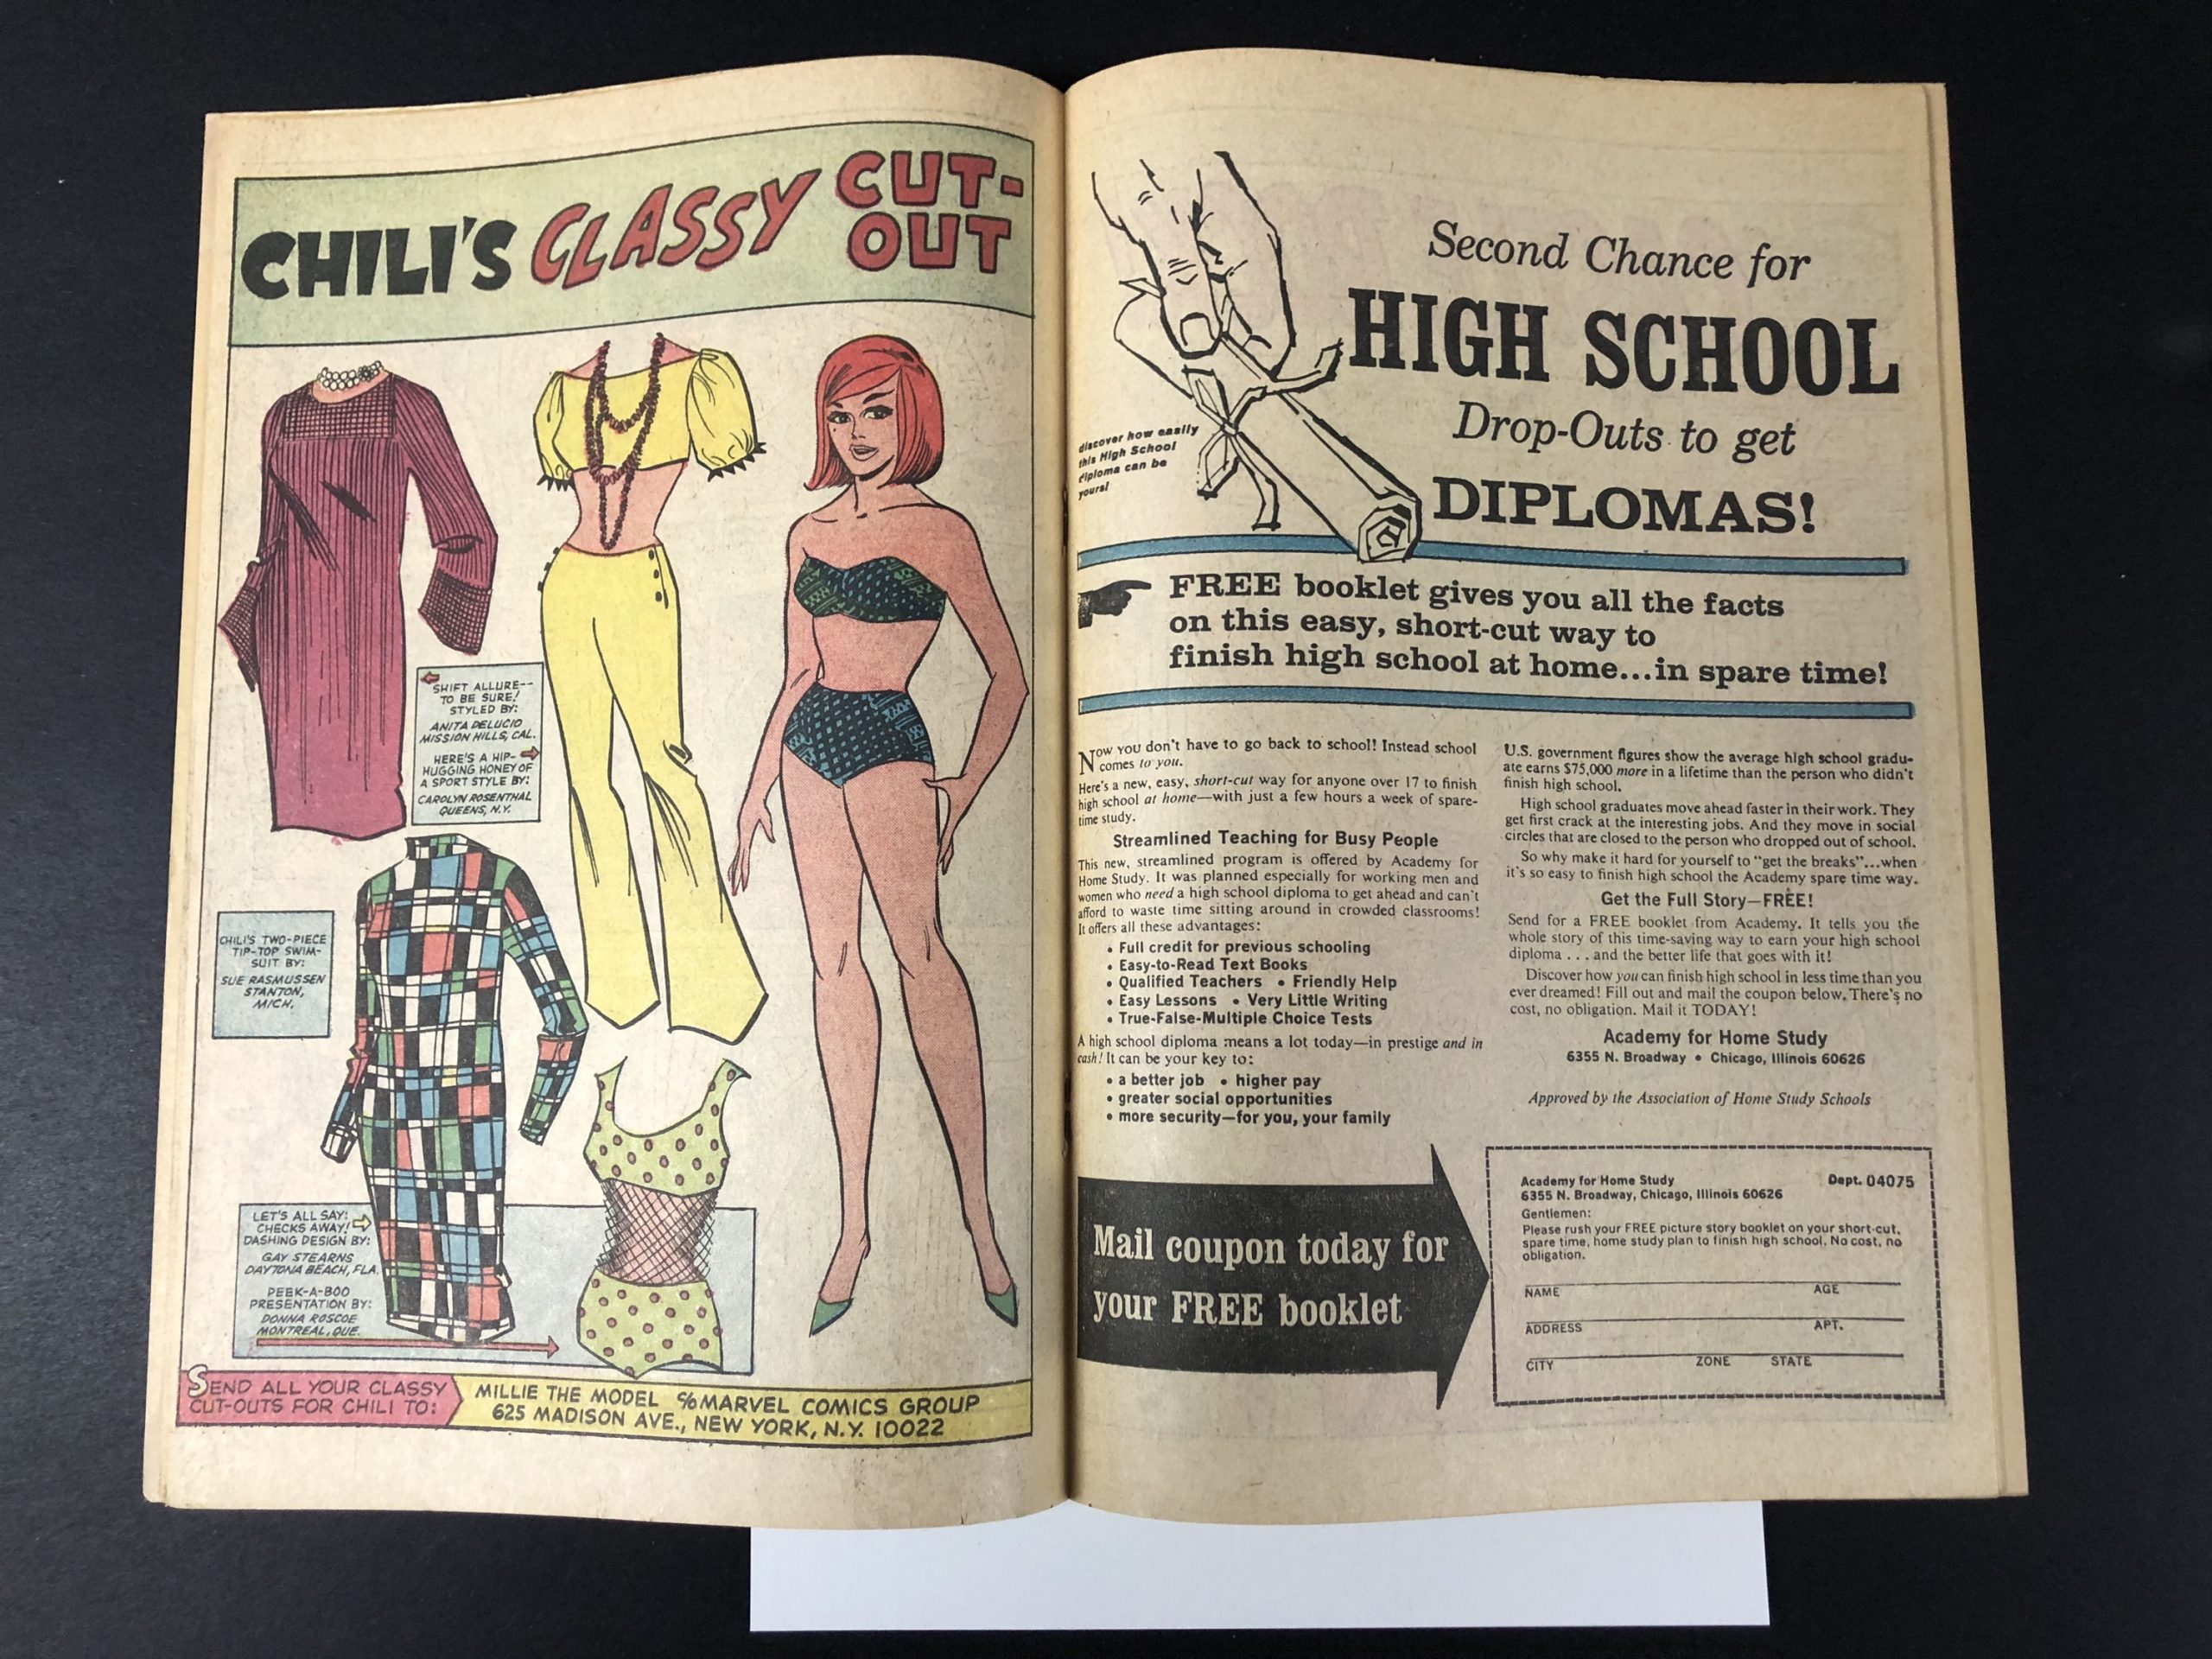 CHILI'S CLASSY CUT-OUT
SHIFT ALLURE--
TO BE SURE!
STYLED BY:
ANITA DELUCIO
MISSION HILLS, CAL.
HERE'S A HIP-
HUGGING HONEY OF
A SPORT STYLE BY:
CAROLYN ROSENTHAL
QUEENS, N.Y.
CHILI'S TWO-PIECE
TIP-TOP SWIM-
SUIT BY:
SUE RASMUSSEN
STANTON,
MICH.
LET'S ALL SAY:
CHECKS AWAY!
DASHING DESIGN BY:
GAY STEARNS
DAYTONA BEACH, FLA.
PEEK-A-BOO
PRESENTATION BY:
DONNA ROSCOE
MONTREAL, QUE.
SEND ALL YOUR CLASSY
CUT-OUTS FOR CHILI TO:
MILLIE THE MODEL c/o MARVEL COMICS GROUP
625 MADISON AVE., NEW YORK, N.Y. 10022
Second Chance for
HIGH SCHOOL
Drop-Outs to get
DIPLOMAS!
discover how easily
this High School
diploma can be
yours!
FREE booklet gives you all the facts
on this easy, short-cut way to
finish high school at home...in spare time!
Now you don't have to go back to school! Instead school
comes to you.
Here's a new, easy, short-cut way for anyone over 17 to finish
high school at home—with just a few hours a week of spare-
time study.
Streamlined Teaching for Busy People
This new, streamlined program is offered by Academy for
Home Study. It was planned especially for working men and
women who need a high school diploma to get ahead and can't
afford to waste time sitting around in crowded classrooms!
It offers all these advantages:
• Full credit for previous schooling
• Easy-to-Read Text Books
• Qualified Teachers • Friendly Help
• Easy Lessons • Very Little Writing
• True-False-Multiple Choice Tests
A high school diploma means a lot today—in prestige and in
cash! It can be your key to:
• a better job • higher pay
• greater social opportunities
• more security—for you, your family
U.S. government figures show the average high school gradu-
ate earns $75,000 more in a lifetime than the person who didn't
finish high school.
High school graduates move ahead faster in their work. They
get first crack at the interesting jobs. And they move in social
circles that are closed to the person who dropped out of school.
So why make it hard for yourself to "get the breaks"...when
it's so easy to finish high school the Academy spare time way.
Get the Full Story—FREE!
Send for a FREE booklet from Academy. It tells you the
whole story of this time-saving way to earn your high school
diploma . . . and the better life that goes with it!
Discover how you can finish high school in less time than you
ever dreamed! Fill out and mail the coupon below. There's no
cost, no obligation. Mail it TODAY!
Academy for Home Study
6355 N. Broadway • Chicago, Illinois 60626
Approved by the Association of Home Study Schools
Mail coupon today for
your FREE booklet
Academy for Home Study Dept. 04075
6355 N. Broadway, Chicago, Illinois 60626
Gentlemen:
Please rush your FREE picture story booklet on your short-cut,
spare time, home study plan to finish high school. No cost, no
obligation.
NAME AGE
ADDRESS APT.
CITY ZONE STATE